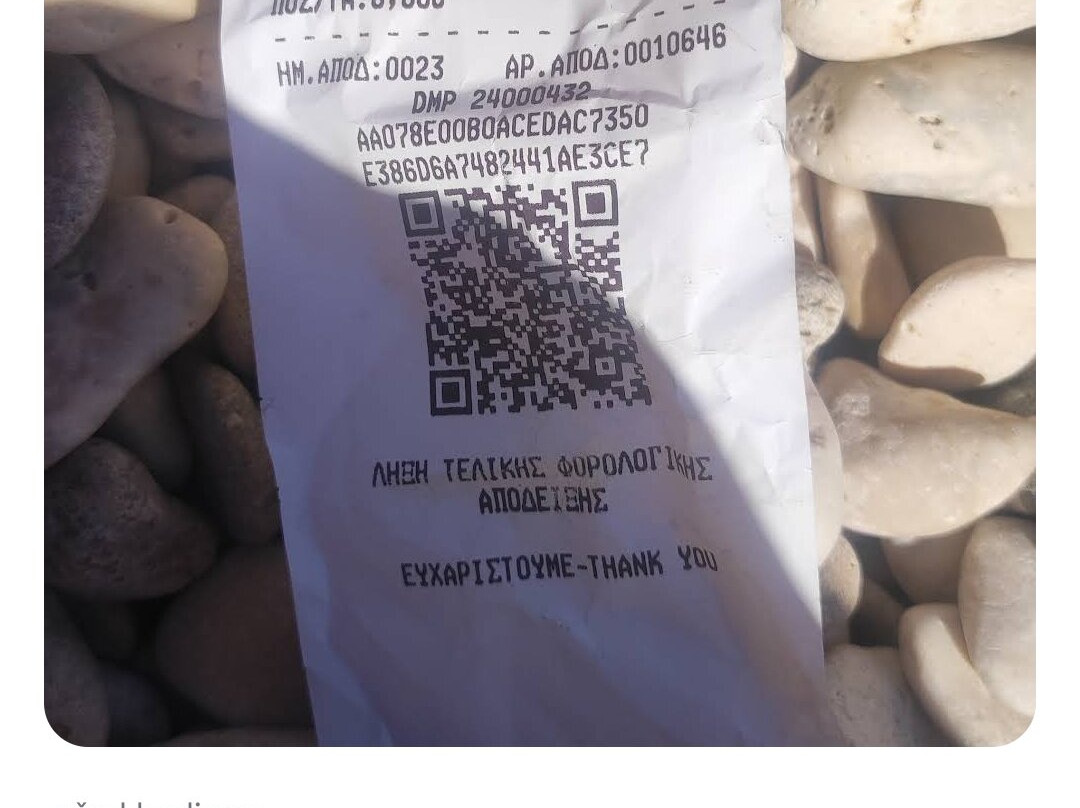 ΗΜ.ΑΠΟΔ:0023 ΑΡ.ΑΠΟΔ:0010646
DMP 24000432
AA078E00B0ACEDAC7350
E386D6A7482441AE3CE7
ΛΗΞΗ ΤΕΛΙΚΗΣ ΦΟΡΟΛΟΓΙΚΗΣ
ΑΠΟΔΕΙΞΗΣ
ΕΥΧΑΡΙΣΤΟΥΜΕ-THANK YOU